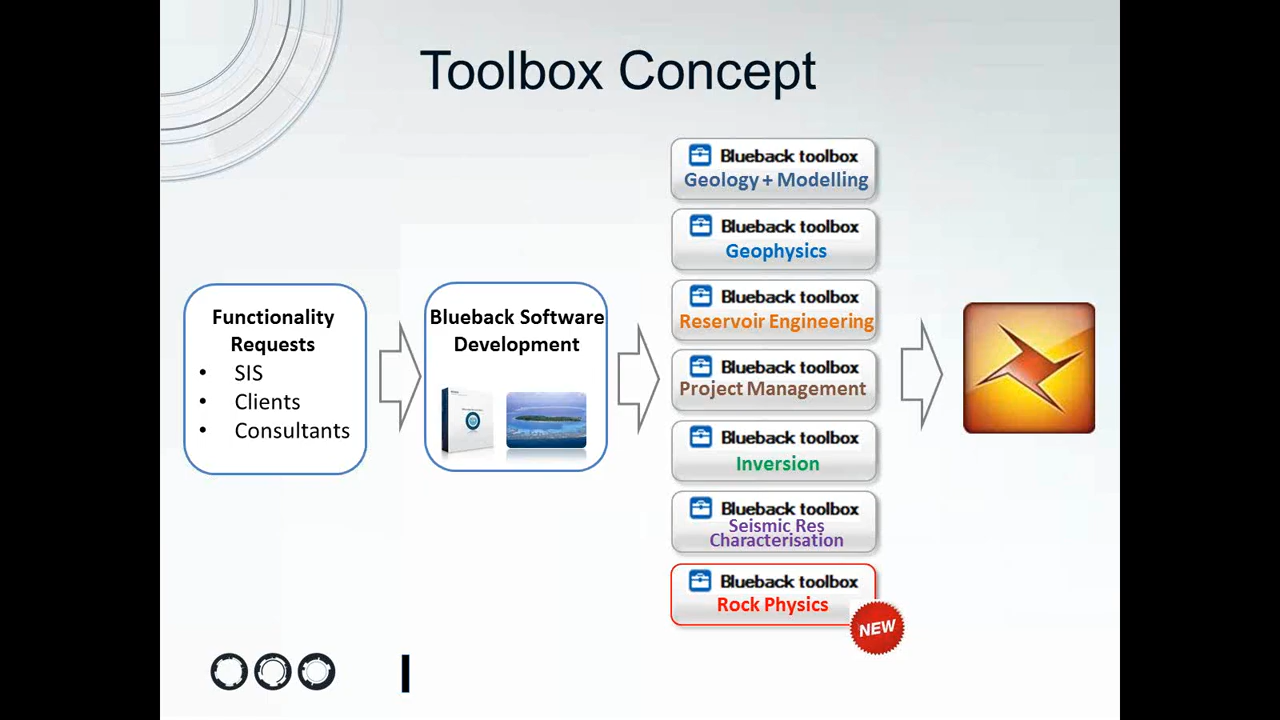 Toolbox Concept
Functionality
Requests
• SIS
• Clients
• Consultants
Blueback Software
Development
Blueback toolbox
Geology + Modelling
Blueback toolbox
Geophysics
Blueback toolbox
Reservoir Engineering
Blueback toolbox
Project Management
Blueback toolbox
Inversion
Blueback toolbox
Seismic Res
Characterisation
Blueback toolbox
Rock Physics
NEW